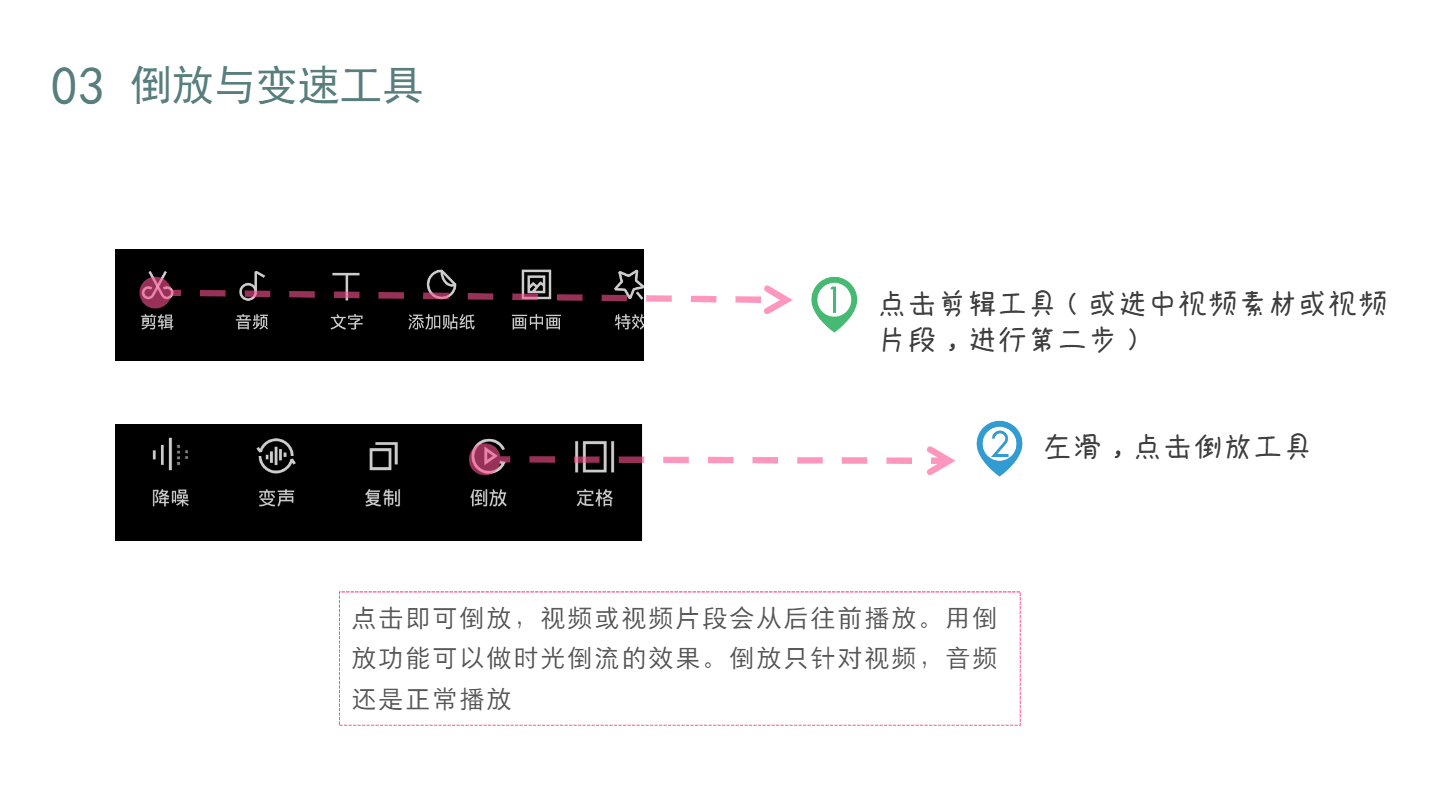 03 倒放与变速工具
剪辑 音频 文字 添加贴纸 画中画 特效
1
点击剪辑工具（或选中视频素材或视频
片段，进行第二步）
降噪 变声 复制 倒放 定格
2
左滑，点击倒放工具
点击即可倒放，视频或视频片段会从后往前播放。用倒
放功能可以做时光倒流的效果。倒放只针对视频，音频
还是正常播放